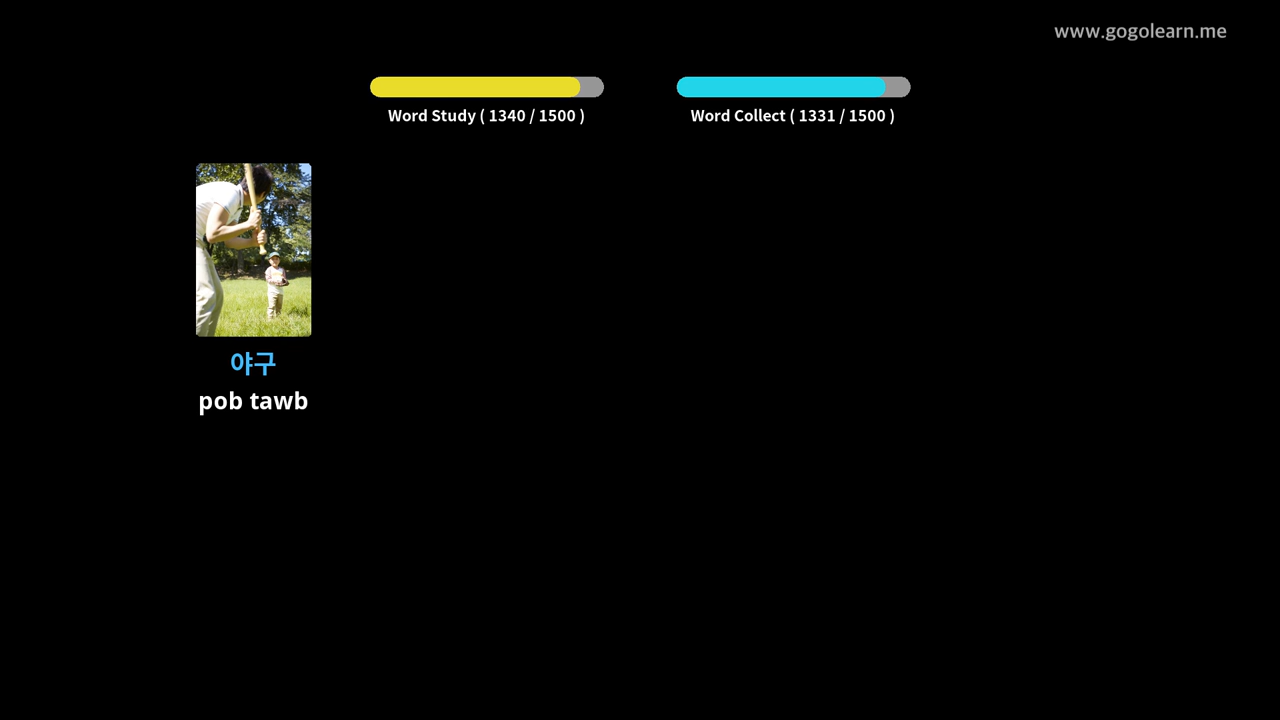 www.gogolearn.me
Word Study ( 1340 / 1500 )
Word Collect ( 1331 / 1500 )
야구
pob tawb